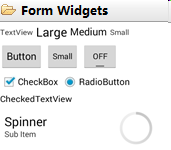 Form Widgets
TextView Large Medium Small
Button Small OFF
CheckBox RadioButton
CheckedTextView
Spinner
Sub Item